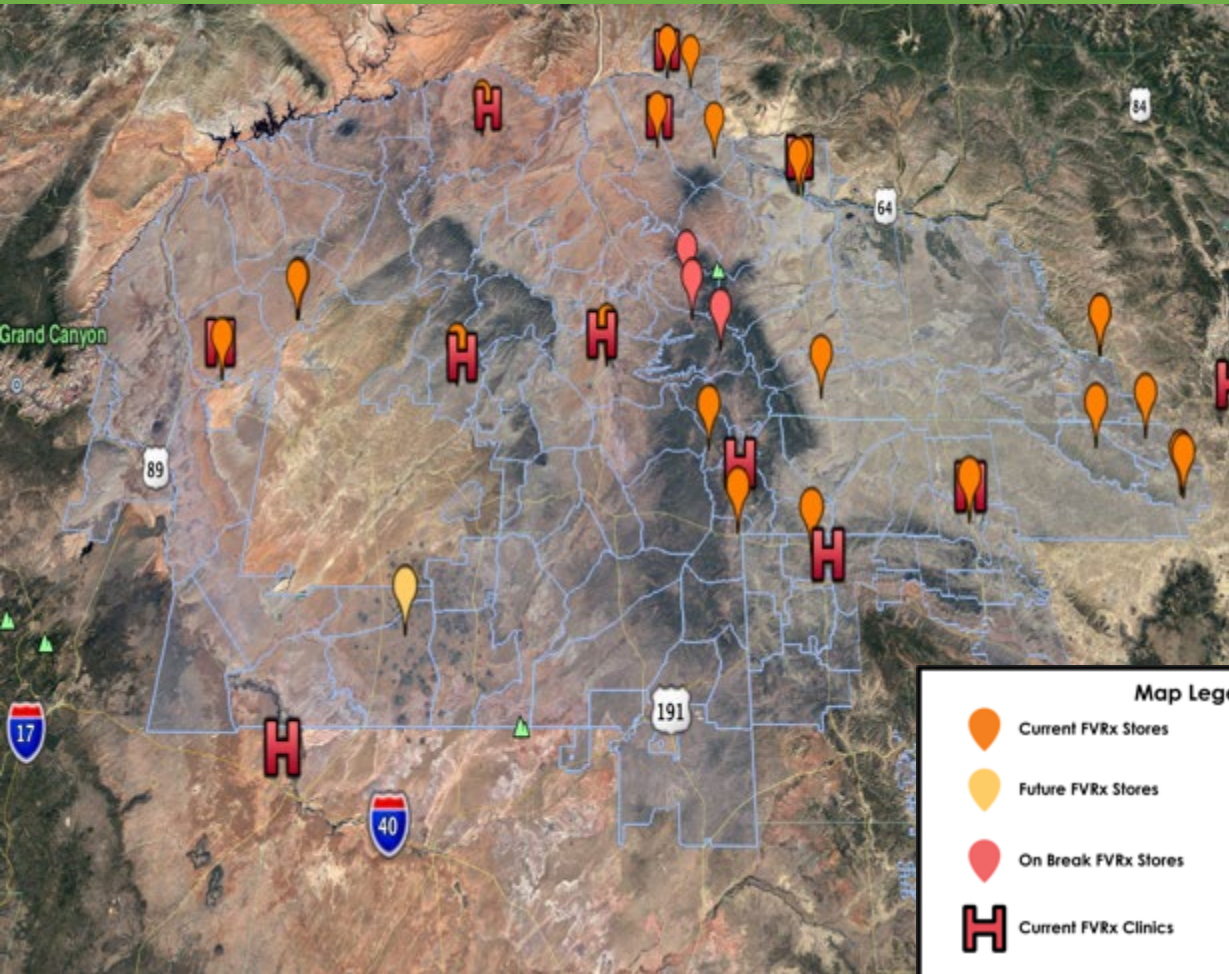 84
64
Grand Canyon
89
191
17
40
Map Lege
Current FVRx Stores
Future FVRx Stores
On Break FVRx Stores
Current FVRx Clinics
H